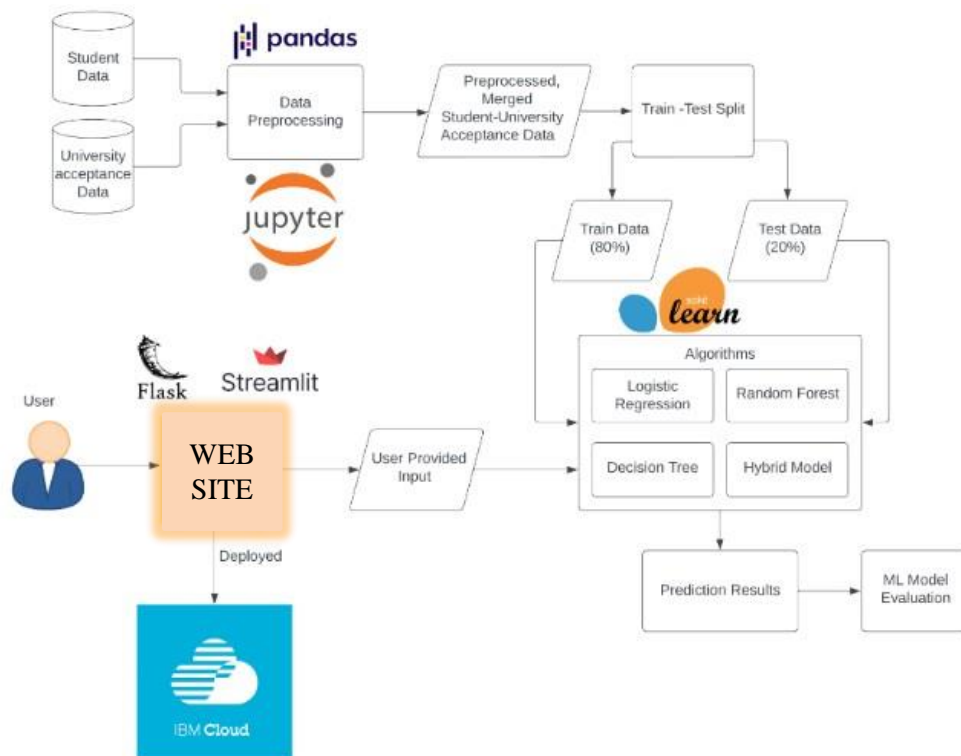 pandas
Student
Data
Data
Preprocessing
Preprocessed,
Merged
Student-University
Acceptance Data
Train -Test Split
University
acceptance
Data
jupyter
Train Data
(80%)
Test Data
(20%)
scikit
learn
Algorithms
Logistic
Regression
Random Forest
Decision Tree
Hybrid Model
Flask
Streamlit
User
WEB
SITE
User Provided
Input
Deployed
Prediction Results
ML Model
Evaluation
IBM Cloud